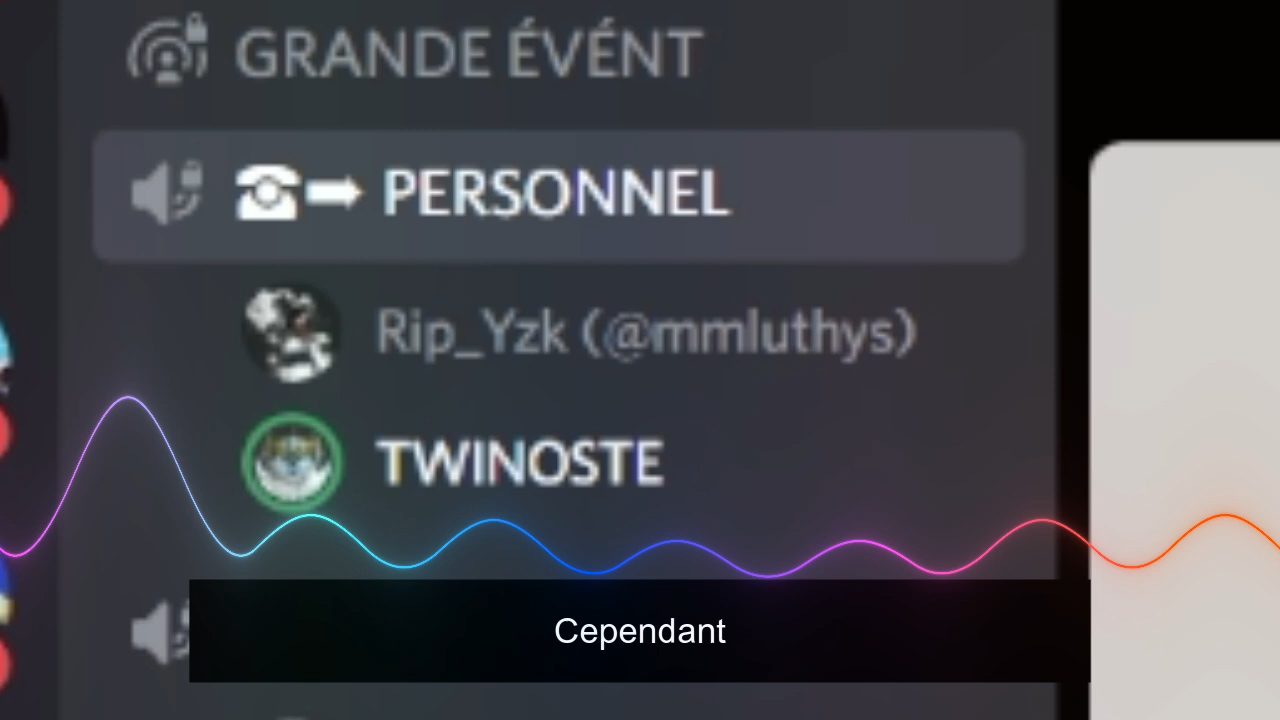 GRANDE ÉVÉNT
☎➡ PERSONNEL
Rip_Yzk (@mmluthys)
TWINOSTE
Cependant